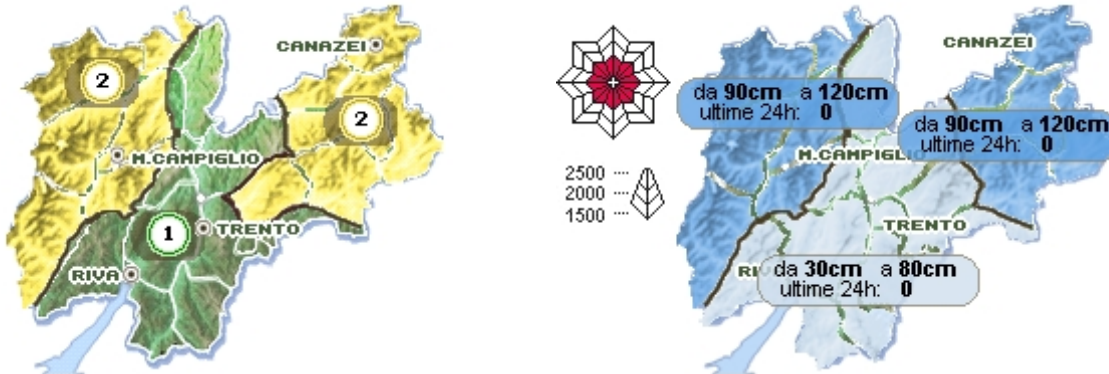 CANAZEI
2
2
M.CAMPIGLIO
1
TRENTO
RIVA
CANAZEI
da 90cm a 120cm
ultime 24h: 0
da 90cm a 120cm
ultime 24h: 0
M.CAMPIGLIO
2500
2000
1500
TRENTO
da 30cm a 80cm
ultime 24h: 0